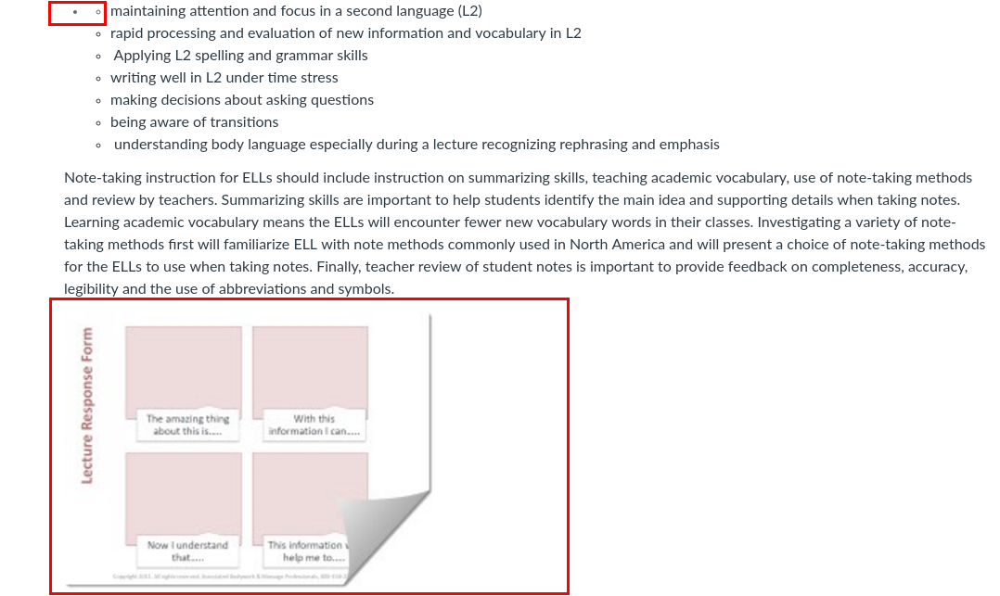 maintaining attention and focus in a second language (L2)
rapid processing and evaluation of new information and vocabulary in L2
Applying L2 spelling and grammar skills
writing well in L2 under time stress
making decisions about asking questions
being aware of transitions
understanding body language especially during a lecture recognizing rephrasing and emphasis
Note-taking instruction for ELLs should include instruction on summarizing skills, teaching academic vocabulary, use of note-taking methods
and review by teachers. Summarizing skills are important to help students identify the main idea and supporting details when taking notes.
Learning academic vocabulary means the ELLs will encounter fewer new vocabulary words in their classes. Investigating a variety of note-
taking methods first will familiarize ELL with note methods commonly used in North America and will present a choice of note-taking methods
for the ELLs to use when taking notes. Finally, teacher review of student notes is important to provide feedback on completeness, accuracy,
legibility and the use of abbreviations and symbols.
Lecture Response Form
The amazing thing
about this is.....
With this
information I can.....
Now I understand
that.....
This information
help me to.....
Copyright 2011. All rights reserved. Associated Bodywork & Massage Professionals,